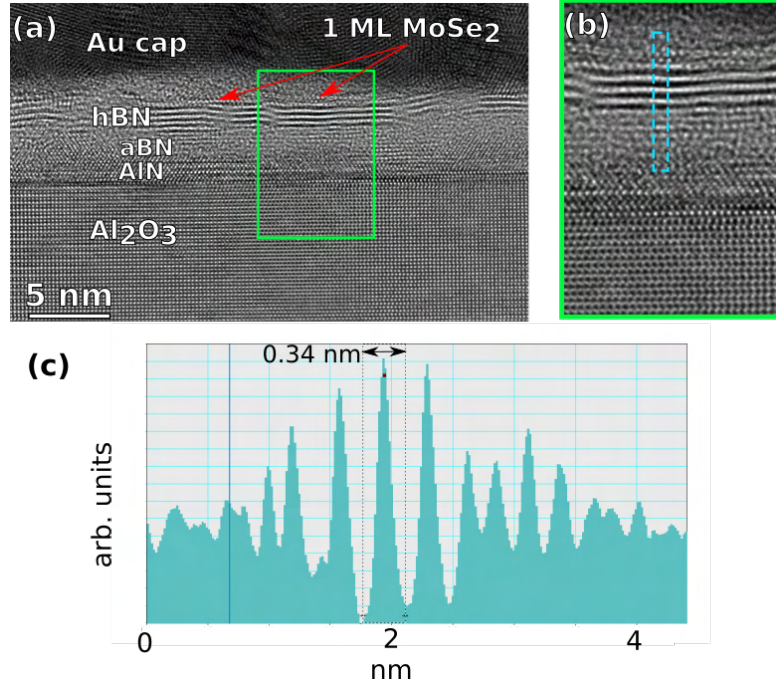 (a)
Au cap
1 ML MoSe2
hBN
aBN
AlN
Al2O3
5 nm
(b)
(c)
0.34 nm
arb. units
0
2
4
nm